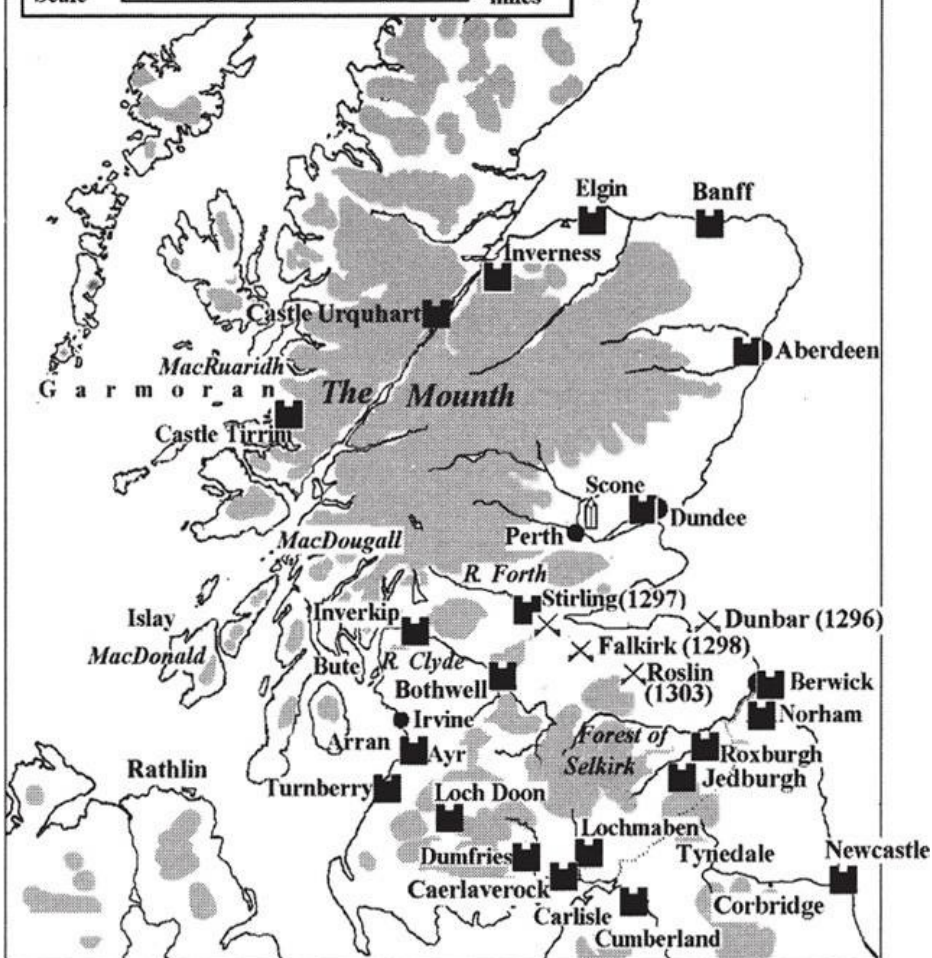 Scale
miles
Elgin
Banff
Inverness
Castle Urquhart
Aberdeen
MacRuaridh
Garmoran
The Mounth
Castle Tirrim
Scone
Dundee
Perth
MacDougall
R. Forth
Stirling (1297)
Inverkip
Dunbar (1296)
Islay
Falkirk (1298)
MacDonald
Bute
R. Clyde
Roslin
(1303)
Bothwell
Berwick
Norham
Irvine
Arran
Forest of
Selkirk
Ayr
Roxburgh
Jedburgh
Rathlin
Turnberry
Loch Doon
Lochmaben
Dumfries
Tynedale
Newcastle
Caerlaverock
Corbridge
Carlisle
Cumberland